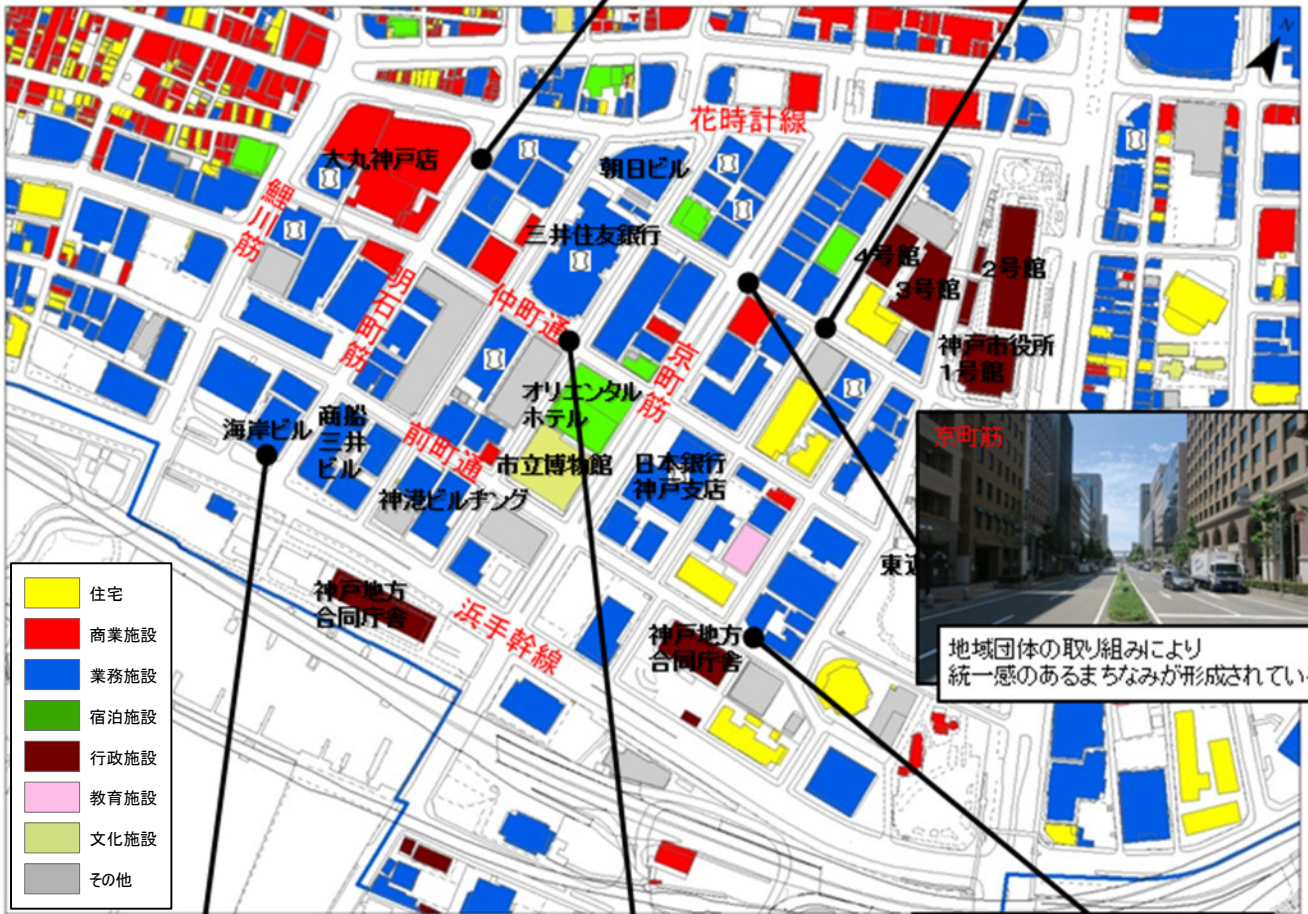 N
花時計線
大丸神戸店
朝日ビル
鯉川筋
三井住友銀行
4号館
3号館
2号館
明石町筋
仲町通
京町筋
神戸市役所
1号館
オリエンタル
ホテル
海岸ビル
商船
三井
ビル
前町通
市立博物館
日本銀行
神戸支店
神港ビルヂング
京町筋
神戸地方
合同庁舎
浜手幹線
神戸地方
合同庁舎
地域団体の取り組みにより
統一感のあるまちなみが形成されてい
住宅
商業施設
業務施設
宿泊施設
行政施設
教育施設
文化施設
その他